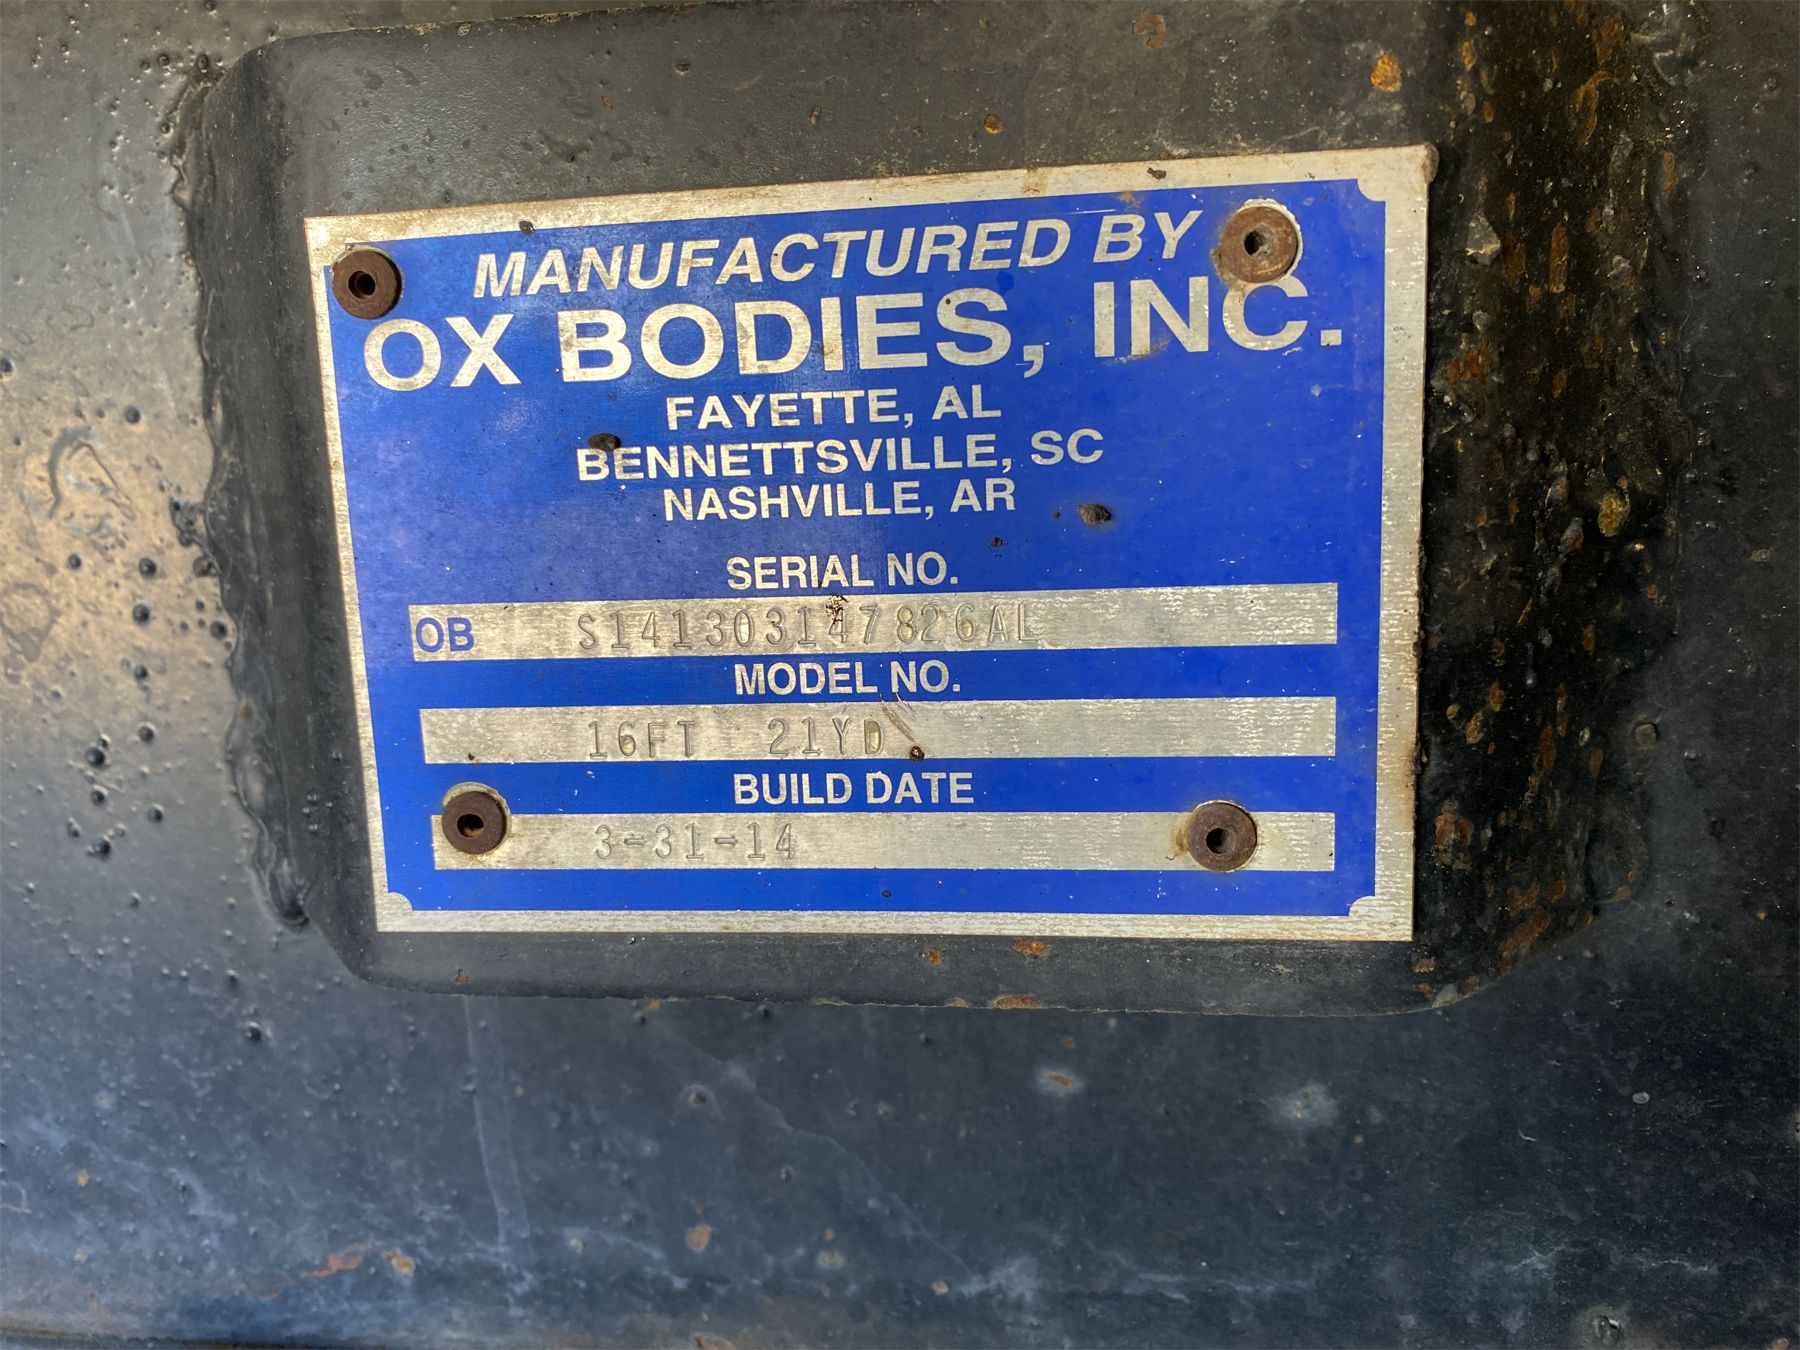 MANUFACTURED BY
OX BODIES, INC.
FAYETTE, AL
BENNETTSVILLE, SC
NASHVILLE, AR
SERIAL NO.
OB S141303147826AL
MODEL NO.
16FT 21YD
BUILD DATE
3-31-14